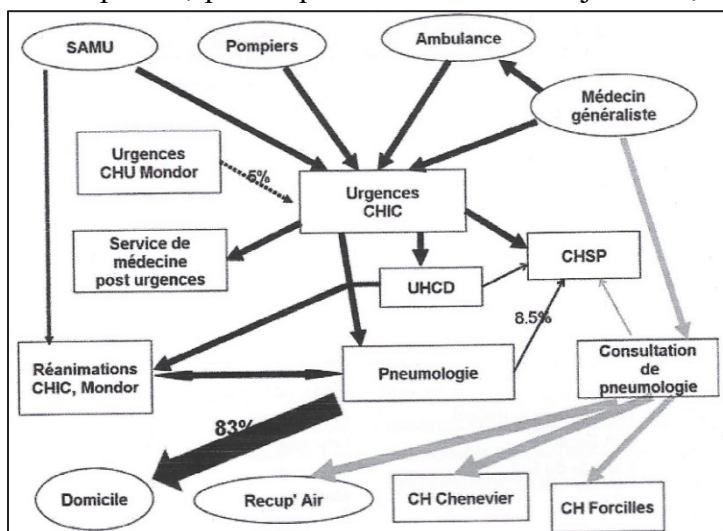 SAMU
Pompiers
Ambulance
Médecin
généraliste
Urgences
CHU Mondor
5%
Urgences
CHIC
Service de
médecine
post urgences
UHCD
CHSP
8.5%
Réanimations
CHIC, Mondor
Pneumologie
Consultation
de
pneumologie
83%
Domicile
Recup' Air
CH Chenevier
CH Forcilles